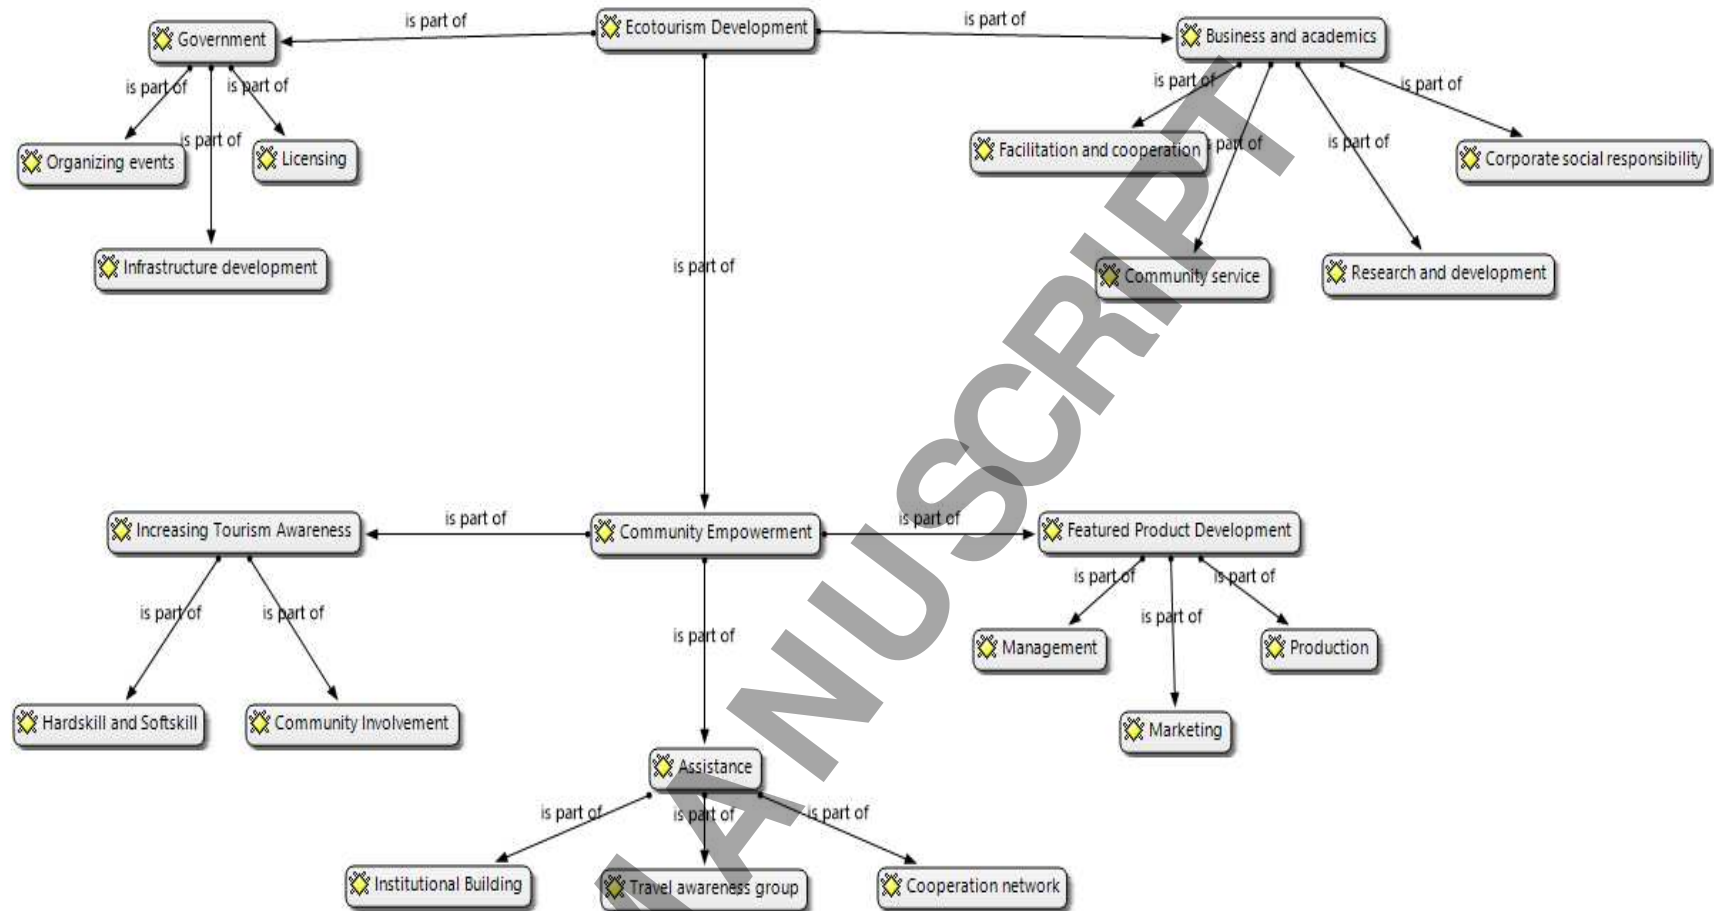 is part of
Ecotourism Development
is part of
Government
Business and academics
is part of
is part of
is part of
is part of
is part of
is part of
is part of
Organizing events
Licensing
Facilitation and cooperation
Corporate social responsibility
Infrastructure development
is part of
Community service
Research and development
Increasing Tourism Awareness
is part of
Community Empowerment
is part of
Featured Product Development
is part of
is part of
is part of
is part of
is part of
is part of
Management
Production
Hardskill and Softskill
Community Involvement
Marketing
Assistance
is part of
is part of
is part of
Institutional Building
Travel awareness group
Cooperation network
MANUSCRIPT